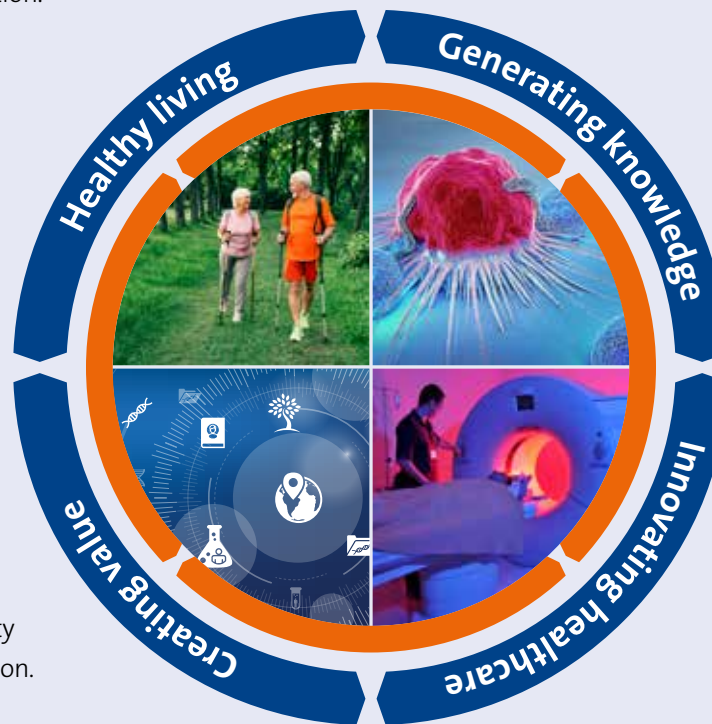 Healthy living
Generating knowledge
Creating value
Innovating healthcare